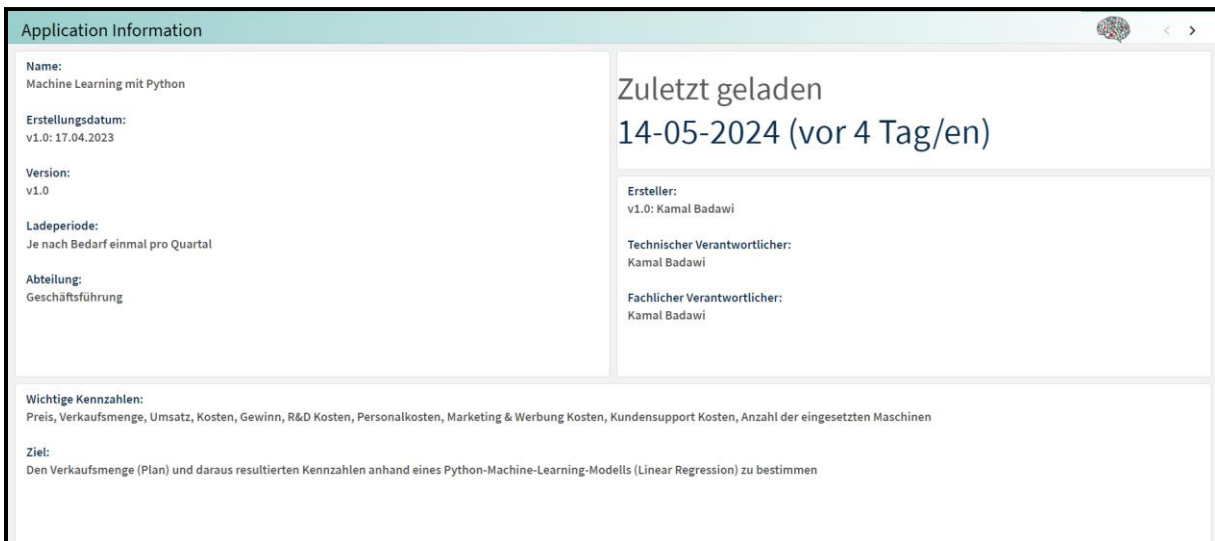 Application Information
Name:
Machine Learning mit Python
Erstellungsdatum:
v1.0: 17.04.2023
Version:
v1.0
Ladeperiode:
Je nach Bedarf einmal pro Quartal
Abteilung:
Geschäftsführung
Zuletzt geladen
14-05-2024 (vor 4 Tag/en)
Ersteller:
v1.0: Kamal Badawi
Technischer Verantwortlicher:
Kamal Badawi
Fachlicher Verantwortlicher:
Kamal Badawi
Wichtige Kennzahlen:
Preis, Verkaufsmenge, Umsatz, Kosten, Gewinn, R&D Kosten, Personalkosten, Marketing & Werbung Kosten, Kundensupport Kosten, Anzahl der eingesetzten Maschinen
Ziel:
Den Verkaufsmenge (Plan) und daraus resultierten Kennzahlen anhand eines Python-Machine-Learning-Modells (Linear Regression) zu bestimmen